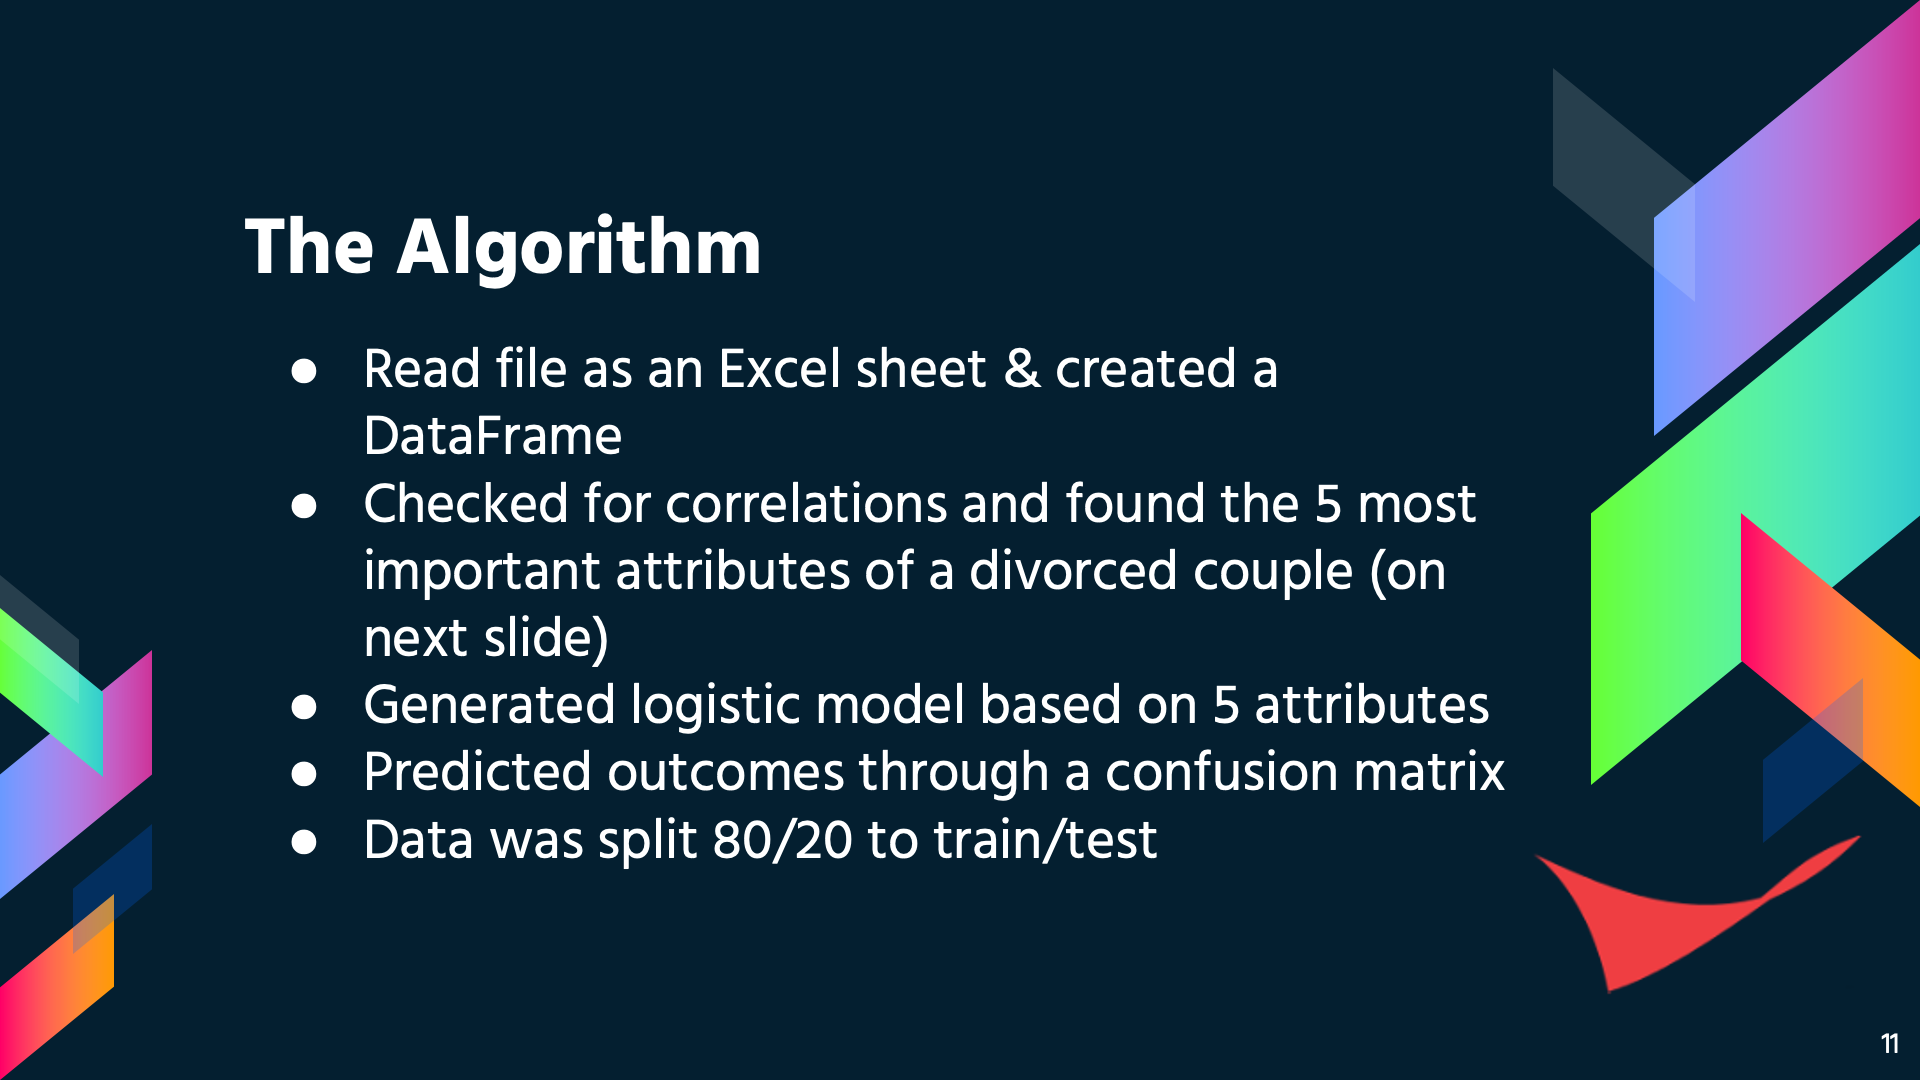 The Algorithm
● Read file as an Excel sheet & created a
DataFrame
● Checked for correlations and found the 5 most
important attributes of a divorced couple (on
next slide)
● Generated logistic model based on 5 attributes
● Predicted outcomes through a confusion matrix
● Data was split 80/20 to train/test
11